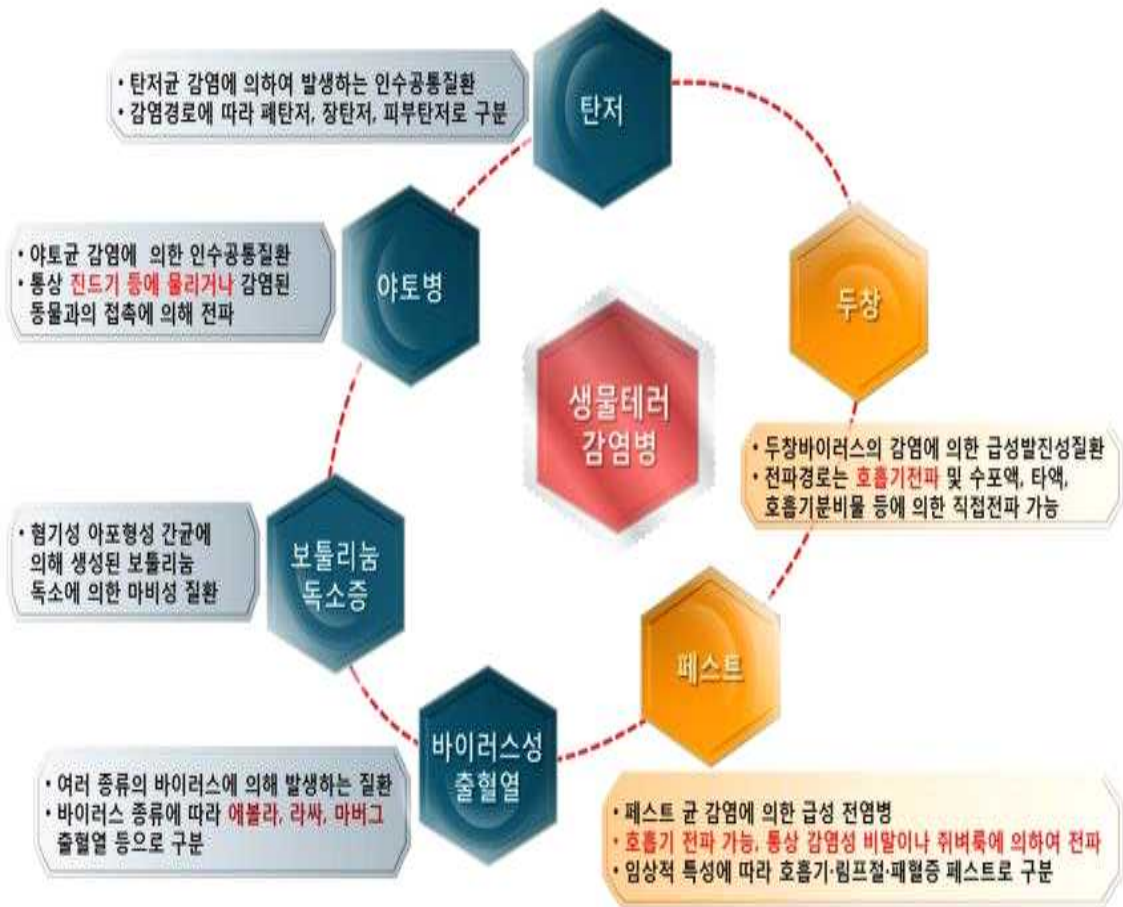 탄저
• 탄저균 감염에 의하여 발생하는 인수공통질환
• 감염경로에 따라 폐탄저, 장탄저, 피부탄저로 구분
야토병
• 야토균 감염에 의한 인수공통질환
• 통상 진드기 등에 물리거나 감염된
동물과의 접촉에 의해 전파
두창
• 두창바이러스의 감염에 의한 급성발진성질환
• 전파경로는 호흡기전파 및 수포액, 타액,
호흡기분비물 등에 의한 직접전파 가능
생물테러
감염병
보툴리눔
독소증
• 혐기성 아포형성 간균에
의해 생성된 보툴리눔
독소에 의한 마비성 질환
페스트
• 페스트 균 감염에 의한 급성 전염병
• 호흡기 전파 가능, 통상 감염성 비말이나 쥐벼룩에 의하여 전파
• 임상적 특성에 따라 호흡기·림프절·패혈증 페스트로 구분
바이러스성
출혈열
• 여러 종류의 바이러스에 의해 발생하는 질환
• 바이러스 종류에 따라 에볼라, 라싸, 마버그
출혈열 등으로 구분